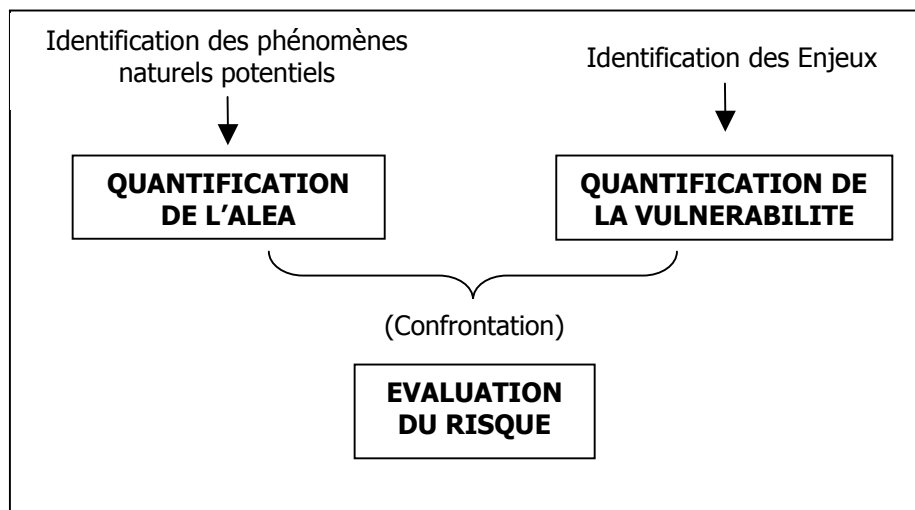 Identification des phénomènes
naturels potentiels
Identification des Enjeux
QUANTIFICATION
DE L’ALEA
QUANTIFICATION DE
LA VULNERABILITE
(Confrontation)
EVALUATION
DU RISQUE